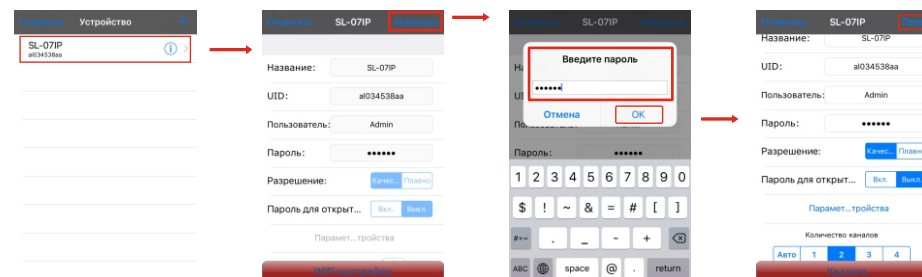 Устройство +
SL-07IP
al034538aa
SL-07IP
Название: SL-07IP
UID: al034538aa
Пользователь: Admin
Пароль: ••••••
Разрешение: Качес... Плавно
Пароль для открыт... Вкл. Выкл.
Парамет...тройства
SL-07IP
Введите пароль
••••••
Отмена OK
Пароль: ••••••
1 2 3 4 5 6 7 8 9 0
$ ! ~ & = # [ ]
#+= . _ - +
ABC space @ . return
SL-07IP
Название: SL-07IP
UID: al034538aa
Пользователь: Admin
Пароль: ••••••
Разрешение: Качес... Плавно
Пароль для открыт... Вкл. Выкл.
Парамет...тройства
Количество каналов
Авто 1 2 3 4